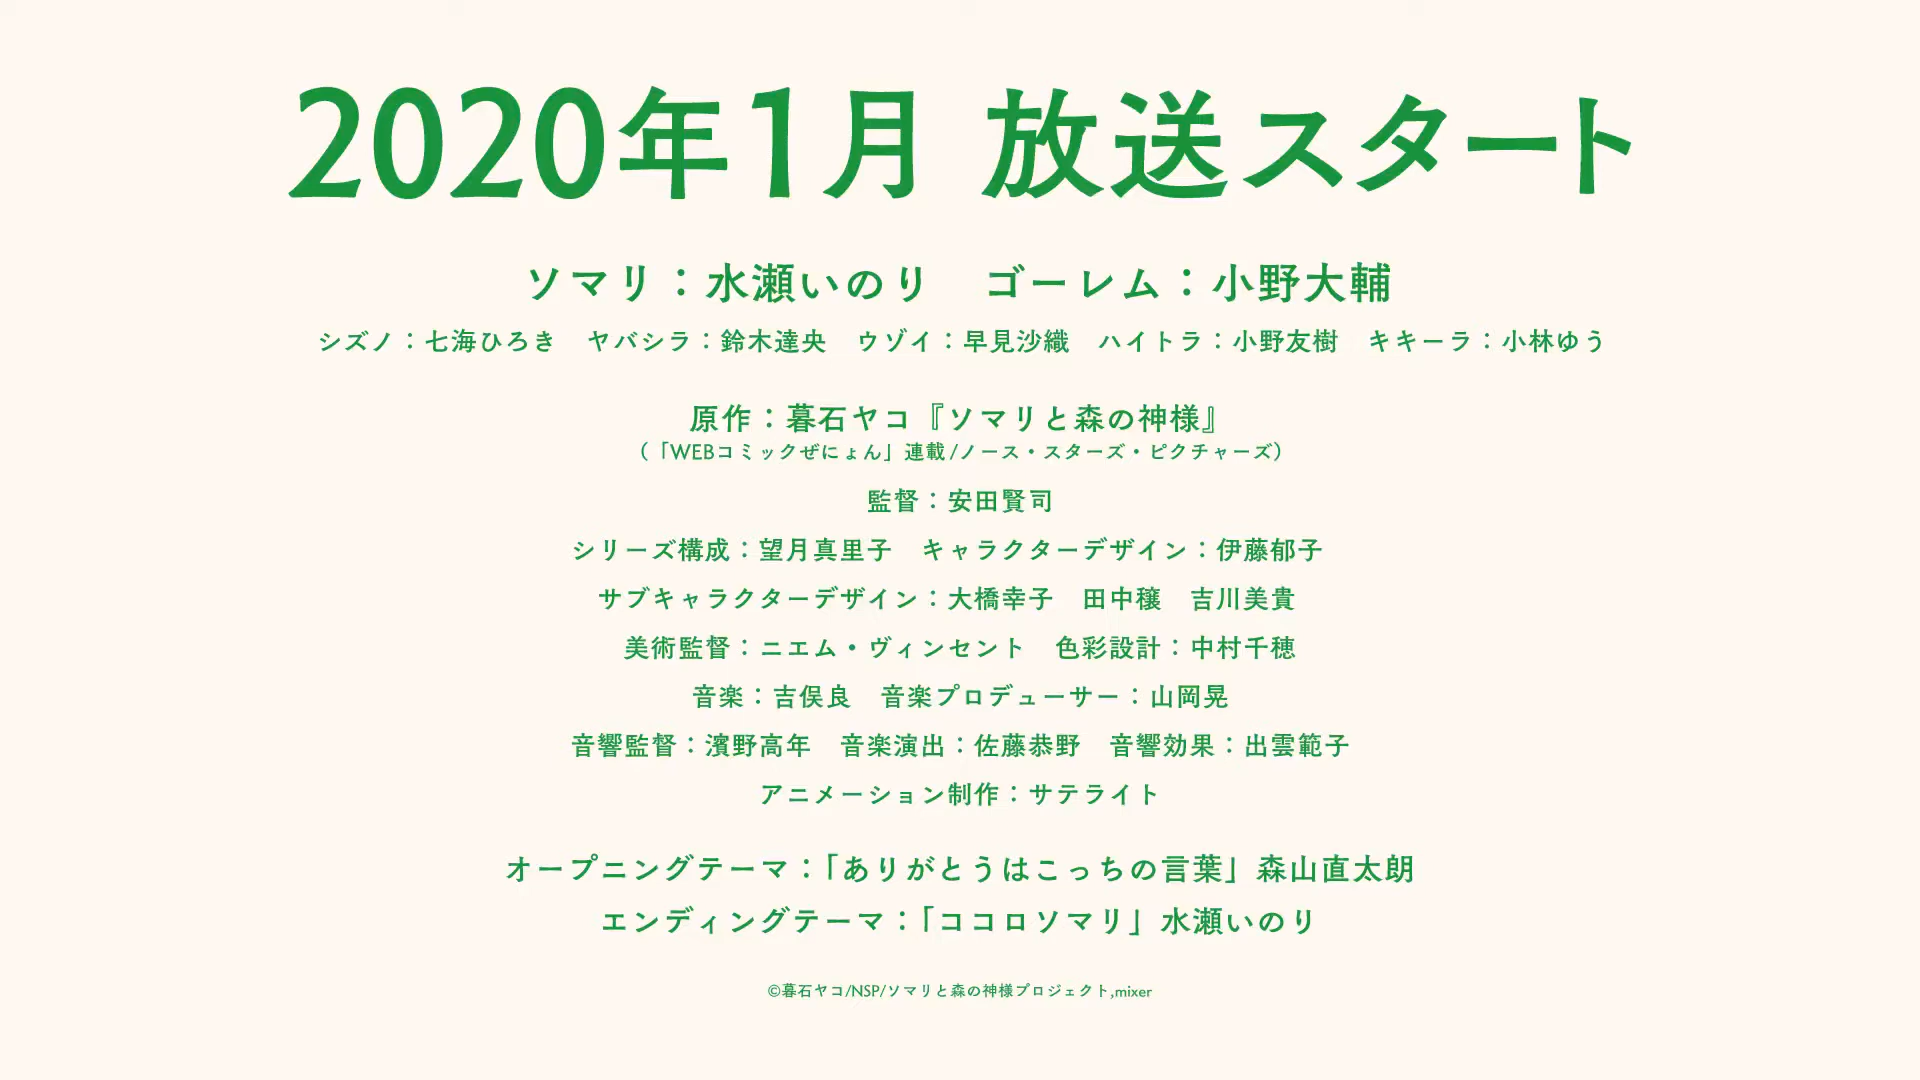 2020年1月 放送スタート
ソマリ：水瀬いのり　ゴーレム：小野大輔
シズノ：七海ひろき　ヤバシラ：鈴木達央　ウゾイ：早見沙織　ハイトラ：小野友樹　キキーラ：小林ゆう
原作：暮石ヤコ『ソマリと森の神様』
（「WEBコミックぜにょん」連載/ノース・スターズ・ピクチャーズ）
監督：安田賢司
シリーズ構成：望月真里子　キャラクターデザイン：伊藤郁子
サブキャラクターデザイン：大橋幸子　田中穣　吉川美貴
美術監督：ニエム・ヴィンセント　色彩設計：中村千穂
音楽：吉俣良　音楽プロデューサー：山岡晃
音響監督：濱野高年　音楽演出：佐藤恭野　音響効果：出雲範子
アニメーション制作：サテライト
オープニングテーマ：「ありがとうはこっちの言葉」森山直太朗
エンディングテーマ：「ココロソマリ」水瀬いのり
©暮石ヤコ/NSP/ソマリと森の神様プロジェクト,mixer